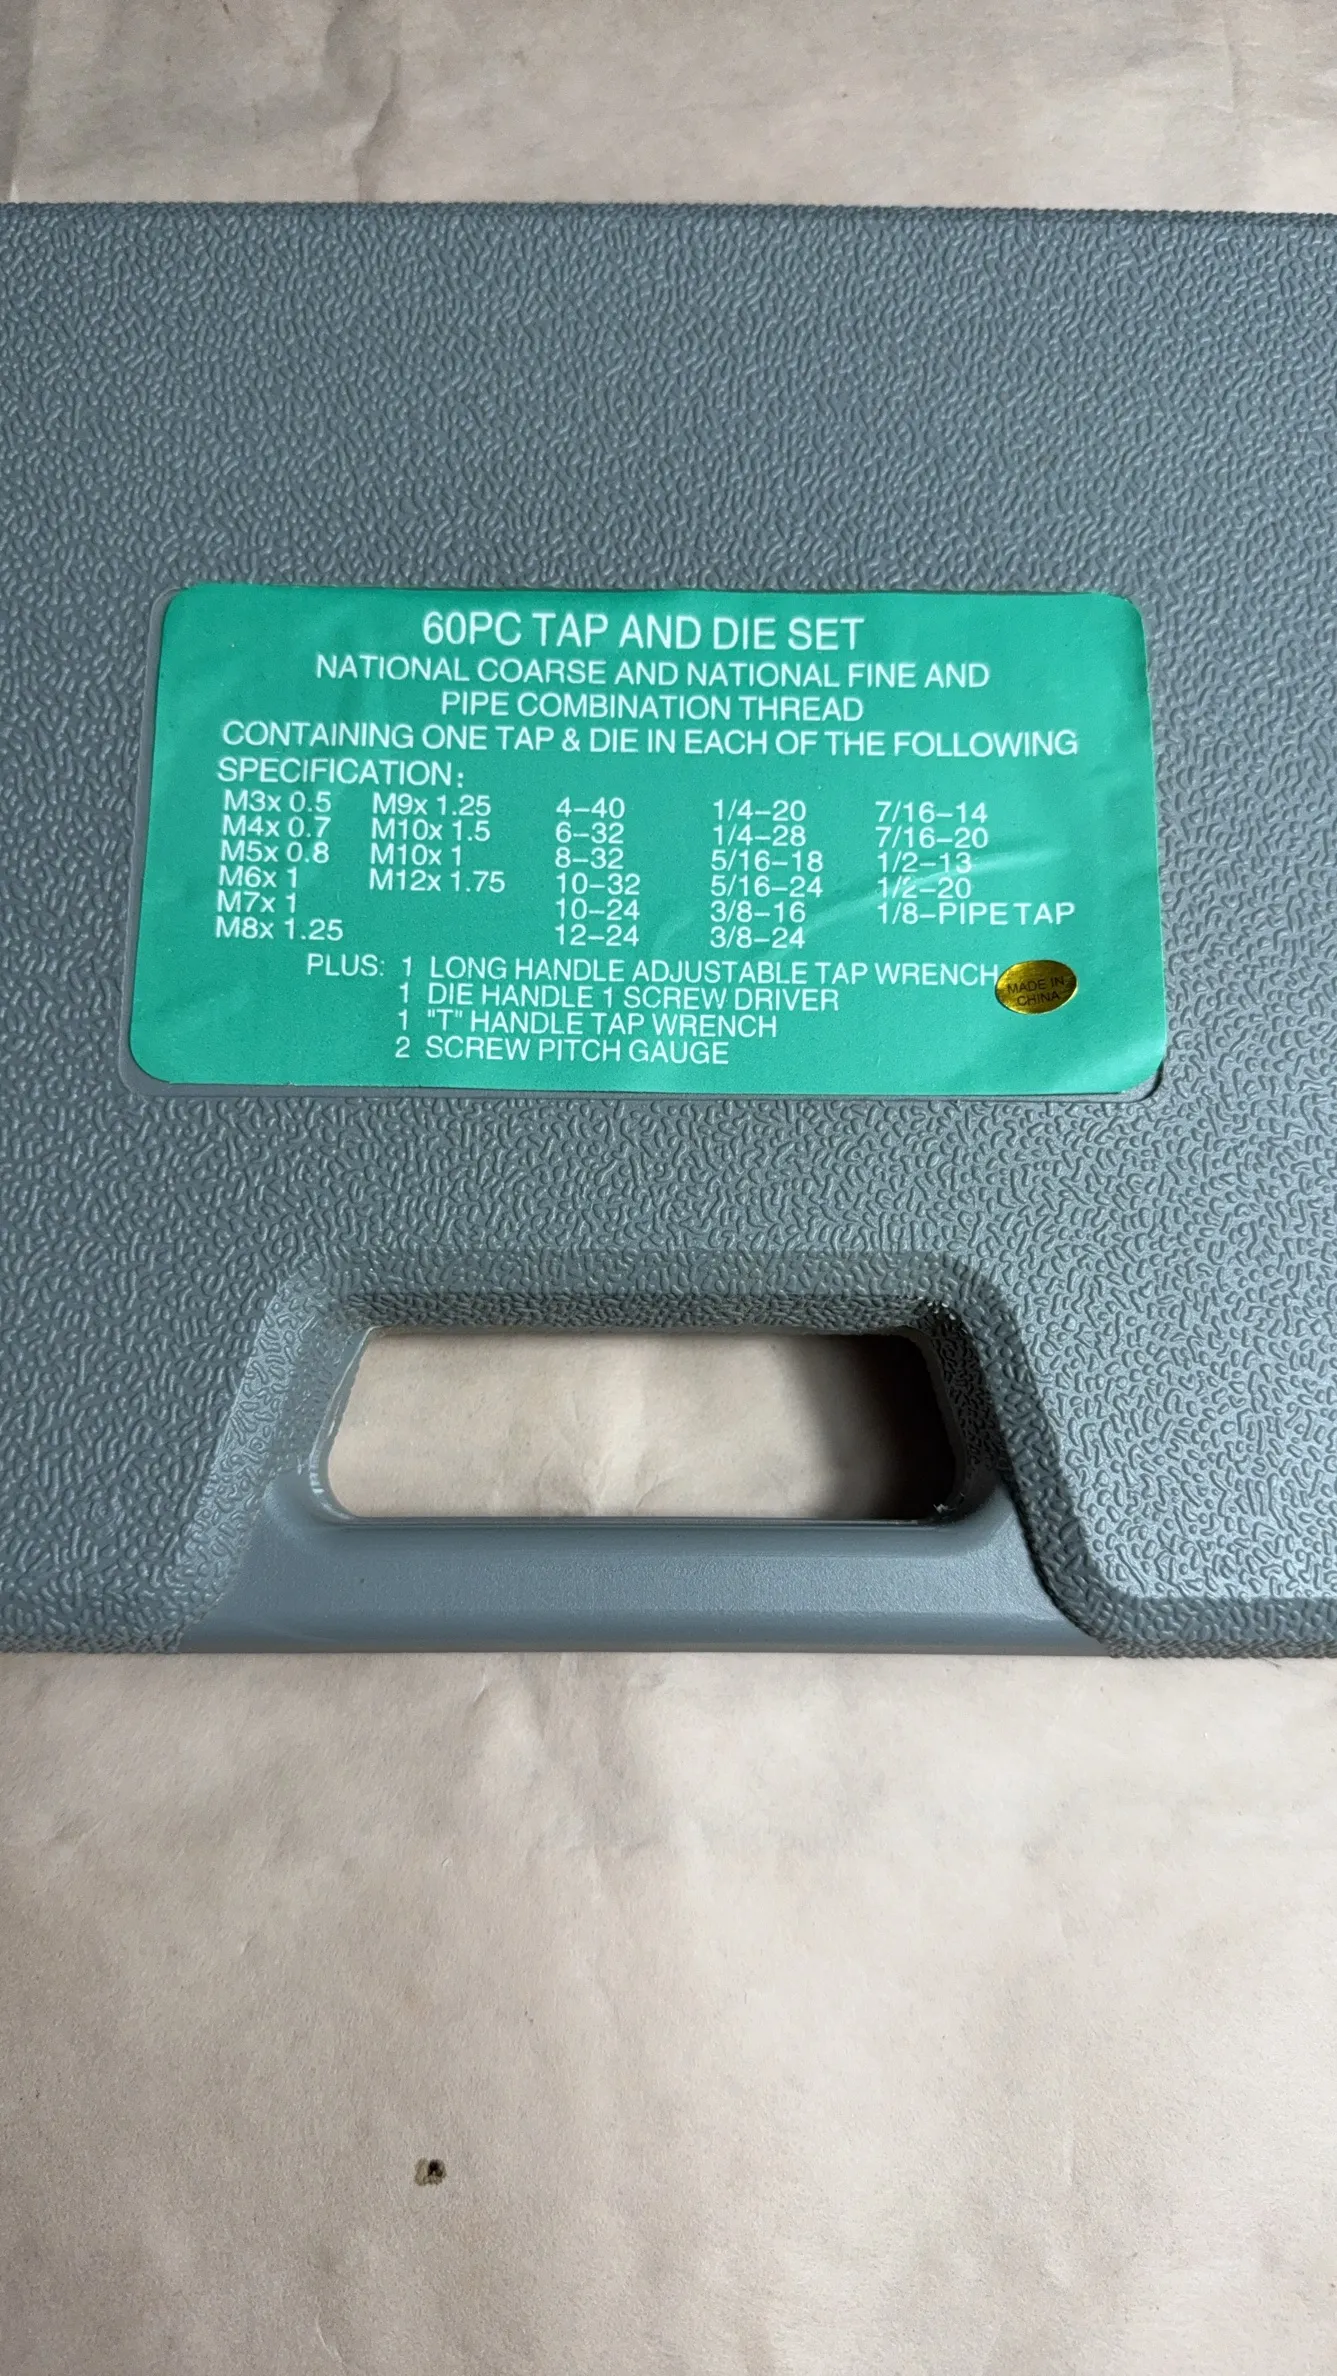 60PC TAP AND DIE SET
NATIONAL COARSE AND NATIONAL FINE AND
PIPE COMBINATION THREAD
CONTAINING ONE TAP & DIE IN EACH OF THE FOLLOWING
SPECIFICATION:
M3x 0.5 M9x 1.25 4-40 1/4-20 7/16-14
M4x 0.7 M10x 1.5 6-32 1/4-28 7/16-20
M5x 0.8 M10x 1 8-32 5/16-18 1/2-13
M6x 1 M12x 1.75 10-32 5/16-24 1/2-20
M7x 1 10-24 3/8-16 1/8-PIPE TAP
M8x 1.25 12-24 3/8-24
PLUS: 1 LONG HANDLE ADJUSTABLE TAP WRENCH
1 DIE HANDLE 1 SCREW DRIVER
1 "T" HANDLE TAP WRENCH
2 SCREW PITCH GAUGE
MADE IN
CHINA